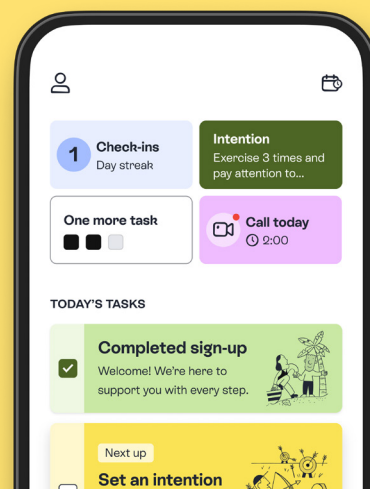 1
Check-ins
Day streak
Intention
Exercise 3 times and
pay attention to...
One more task
Call today
2:00
TODAY'S TASKS
Completed sign-up
Welcome! We're here to
support you with every step.
Next up
Set an intention